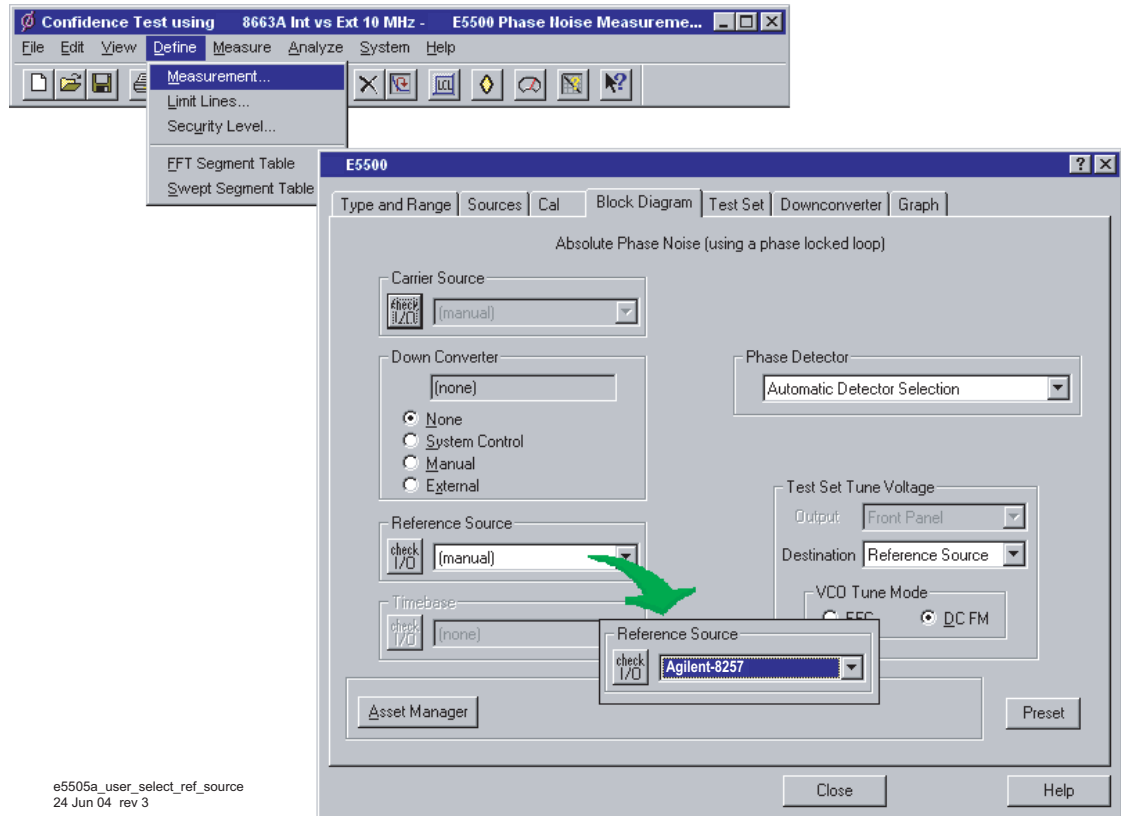 Confidence Test using 8663A Int vs Ext 10 MHz - E5500 Phase Noise Measureme...
File Edit View Define Measure Analyze System Help
Measurement...
Limit Lines...
Security Level...
FFT Segment Table
Swept Segment Table
E5500
Type and Range Sources Cal Block Diagram Test Set Downconverter Graph
Absolute Phase Noise (using a phase locked loop)
Carrier Source
check I/O (manual)
Down Converter
(none)
None
System Control
Manual
External
Phase Detector
Automatic Detector Selection
Reference Source
check I/O (manual)
Timebase
check I/O (none)
Test Set Tune Voltage
Output Front Panel
Destination Reference Source
VCO Tune Mode
EFC DC FM
Reference Source
check I/O Agilent-8257
Asset Manager
Preset
Close Help
e5505a_user_select_ref_source
24 Jun 04 rev 3